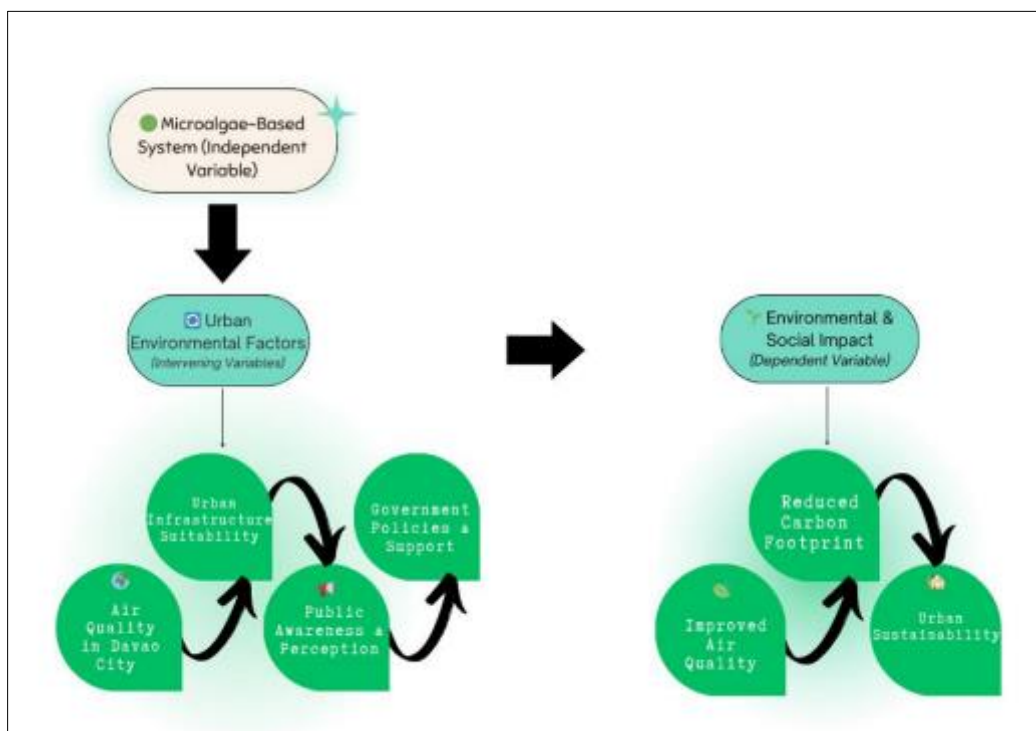 Microalgae-Based
System (Independent
Variable)
Urban
Environmental Factors
(Intervening Variables)
Environmental &
Social Impact
(Dependent Variable)
Urban
Infrastructure
Suitability
Government
Policies &
Support
Air
Quality
in Davao
City
Public
Awareness &
Perception
Reduced
Carbon
Footprint
Improved
Air
Quality
Urban
Sustainability